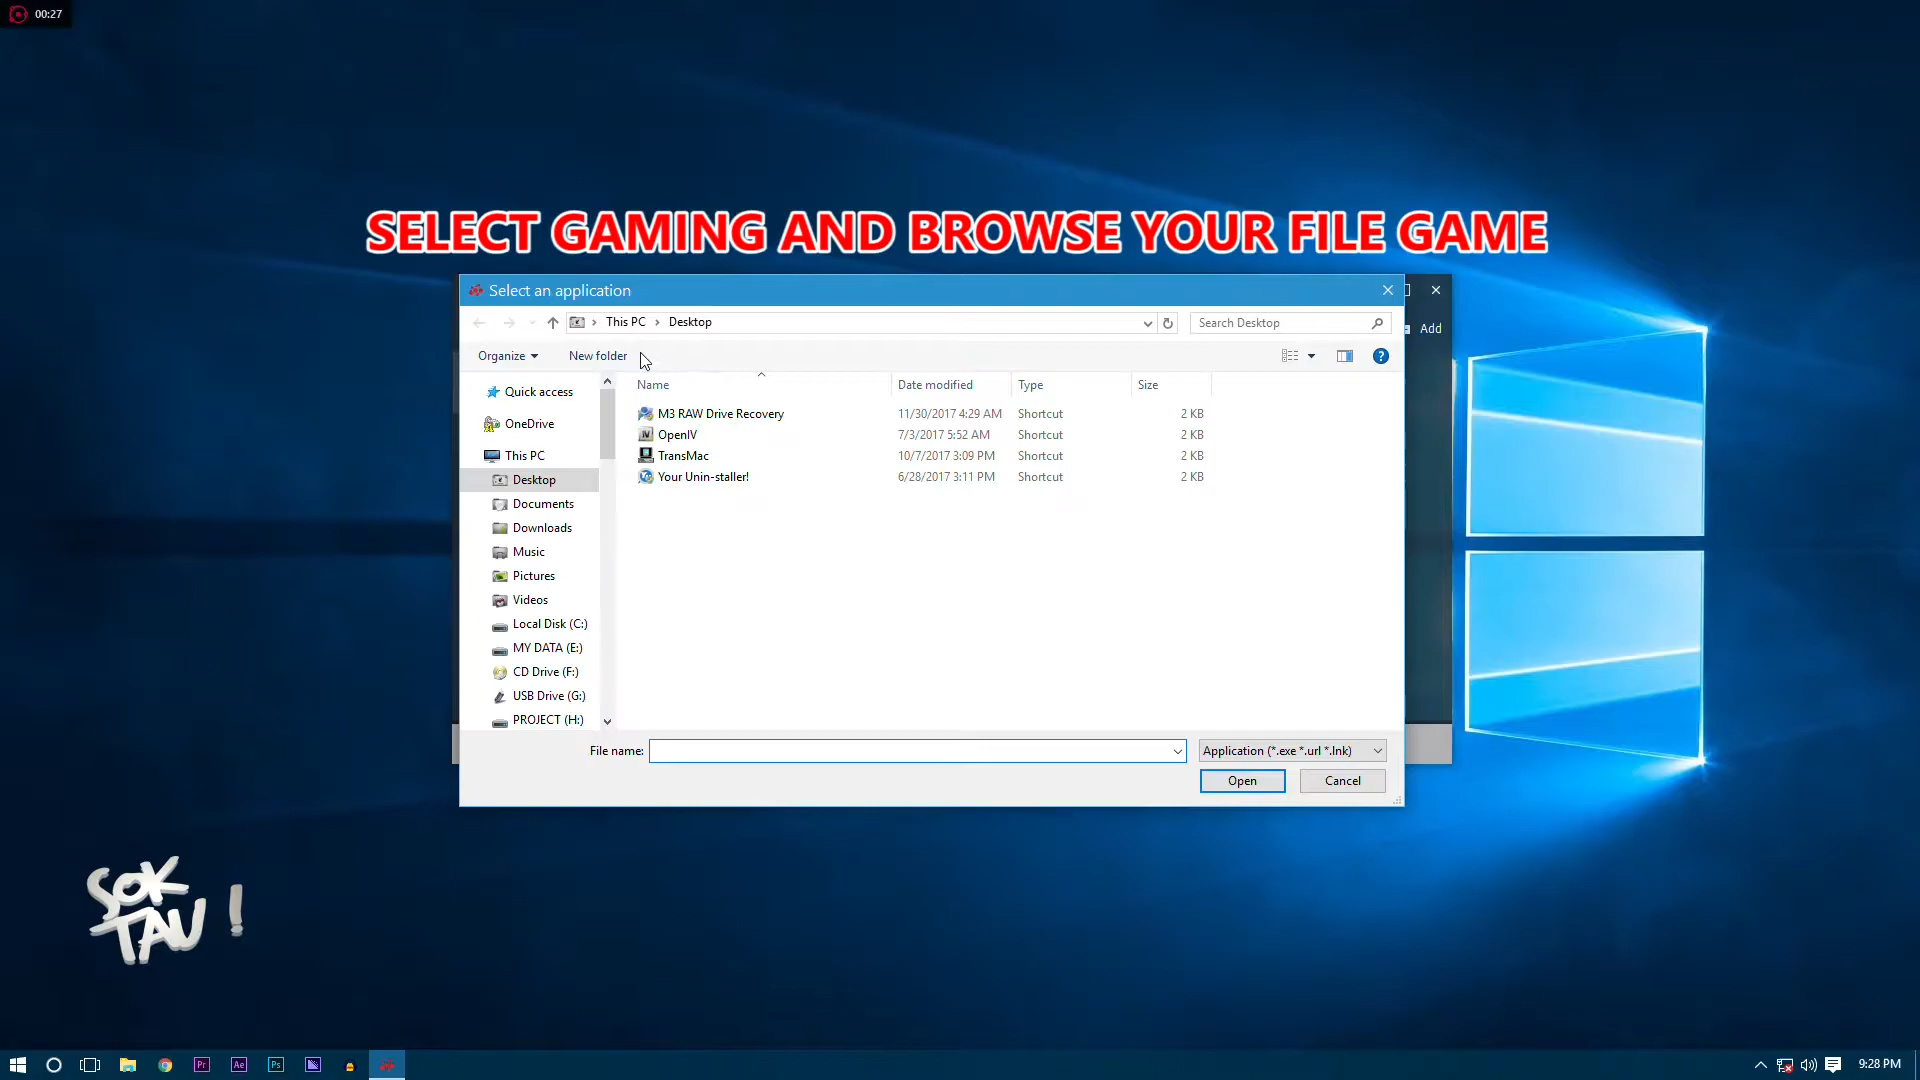 00:27
SELECT GAMING AND BROWSE YOUR FILE GAME
Select an application
This PC
Desktop
Search Desktop
Add
Organize
New folder
Name
Date modified
Type
Size
Quick access
OneDrive
This PC
Desktop
Documents
Downloads
Music
Pictures
Videos
Local Disk (C:)
MY DATA (E:)
CD Drive (F:)
USB Drive (G:)
PROJECT (H:)
M3 RAW Drive Recovery 11/30/2017 4:29 AM Shortcut 2 KB
OpenIV 7/3/2017 5:52 AM Shortcut 2 KB
TransMac 10/7/2017 3:09 PM Shortcut 2 KB
Your Unin-staller! 6/28/2017 3:11 PM Shortcut 2 KB
File name:
Application (*.exe *.url *.lnk)
Open
Cancel
SOK
TAU !
Pr
Ae
Ps
9:28 PM